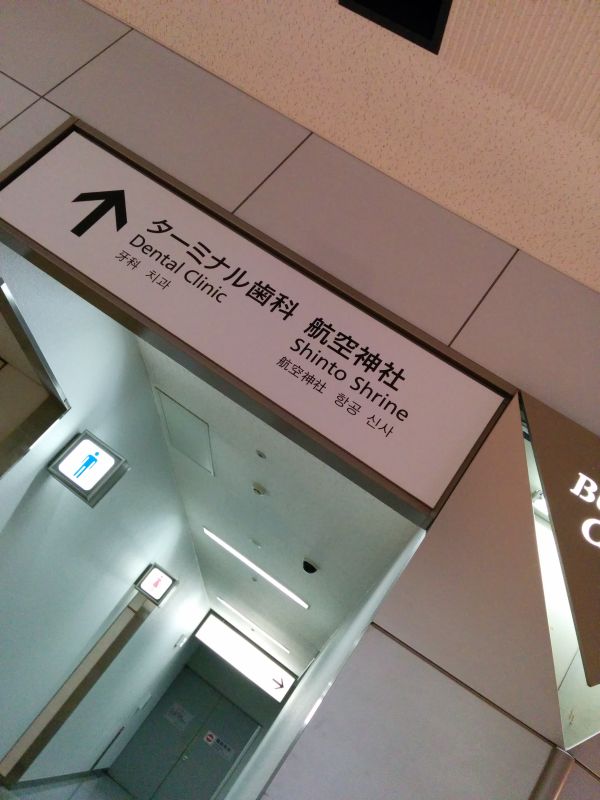 ターミナル歯科
Dental Clinic
牙科 치과
航空神社
Shinto Shrine
航空神社 항공 신사